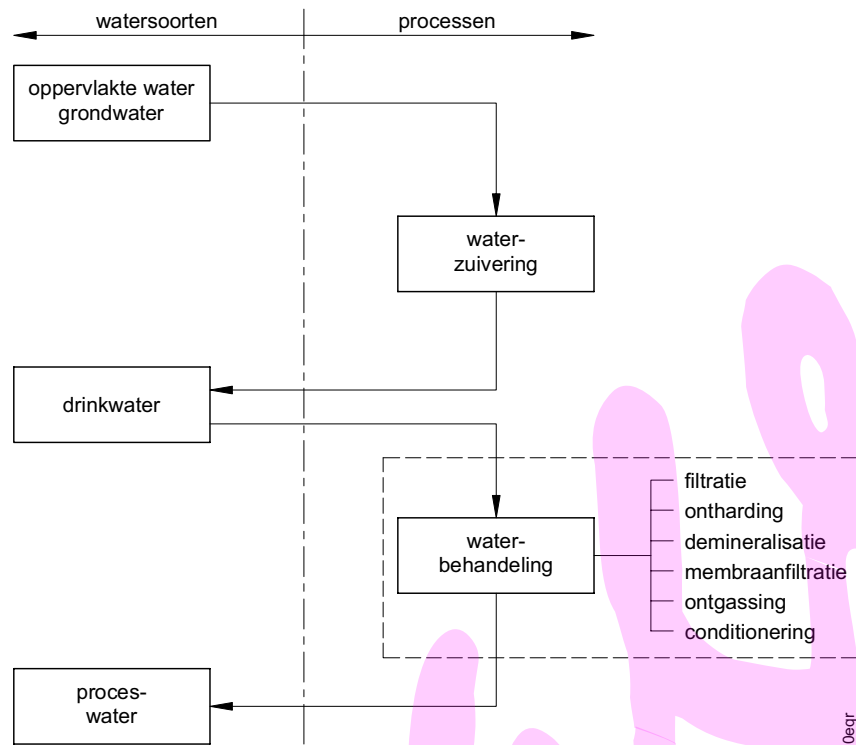 watersoorten
processen
oppervlakte water
grondwater
water-
zuivering
drinkwater
water-
behandeling
filtratie
ontharding
demineralisatie
membraanfiltratie
ontgassing
conditionering
proces-
water
0eqr